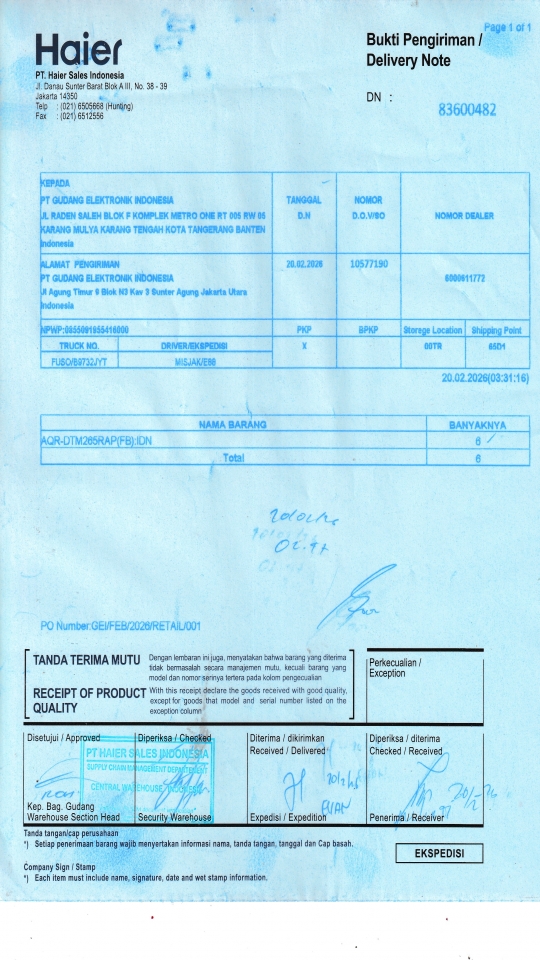 Page 1 of 1
Haier
Bukti Pengiriman /
Delivery Note
PT. Haier Sales Indonesia
Jl. Danau Sunter Barat Blok A III, No. 38 - 39
Jakarta 14350
Telp : (021) 6505668 (Hunting)
Fax : (021) 6512556
DN :
83600482
KEPADA
PT GUDANG ELEKTRONIK INDONESIA
JL RADEN SALEH BLOK F KOMPLEK METRO ONE RT 005 RW 05
KARANG MULYA KARANG TENGAH KOTA TANGERANG BANTEN
Indonesia
TANGGAL
D.N
NOMOR
D.O.V/SO
NOMOR DEALER
ALAMAT PENGIRIMAN
PT GUDANG ELEKTRONIK INDONESIA
Jl Agung Timur 9 Blok N3 Kav 3 Sunter Agung Jakarta Utara
Indonesia
20.02.2026
10577190
6000611772
NPWP:0855091955416000
PKP
BPKP
Storage Location
Shipping Point
TRUCK NO.
DRIVER/EKSPEDISI
X
00TR
65D1
FUSO/B9732JYT
MISJAK/E66
20.02.2026(03:31:16)
NAMA BARANG
BANYAKNYA
AQR-DTM265RAP(FB):IDN
6
Total
6
PO Number:GEI/FEB/2026/RETAIL/001
TANDA TERIMA MUTU
Dengan lembaran ini juga, menyatakan bahwa barang yang diterima
tidak bermasalah secara manajemen mutu, kecuali barang yang
model dan nomor serinya tertera pada kolom pengecualian
RECEIPT OF PRODUCT
QUALITY
With this receipt declare the goods received with good quality,
except for goods that model and serial number listed on the
exception column
Perkecualian /
Exception
Disetujui / Approved
Diperiksa / Checked
Diterima / dikirimkan
Received / Delivered
Diperiksa / diterima
Checked / Received
PT HAIER SALES INDONESIA
SUPPLY CHAIN MANAGEMENT DEPARTEMENT
CENTRAL WAREHOUSE INDONESIA
Kep. Bag. Gudang
Warehouse Section Head
Security Warehouse
Expedisi / Expedition
Penerima / Receiver
Tanda tangan/cap perusahaan
*) Setiap penerimaan barang wajib menyertakan informasi nama, tanda tangan, tanggal dan Cap basah.
EKSPEDISI
Company Sign / Stamp
*) Each item must include name, signature, date and wet stamp information.